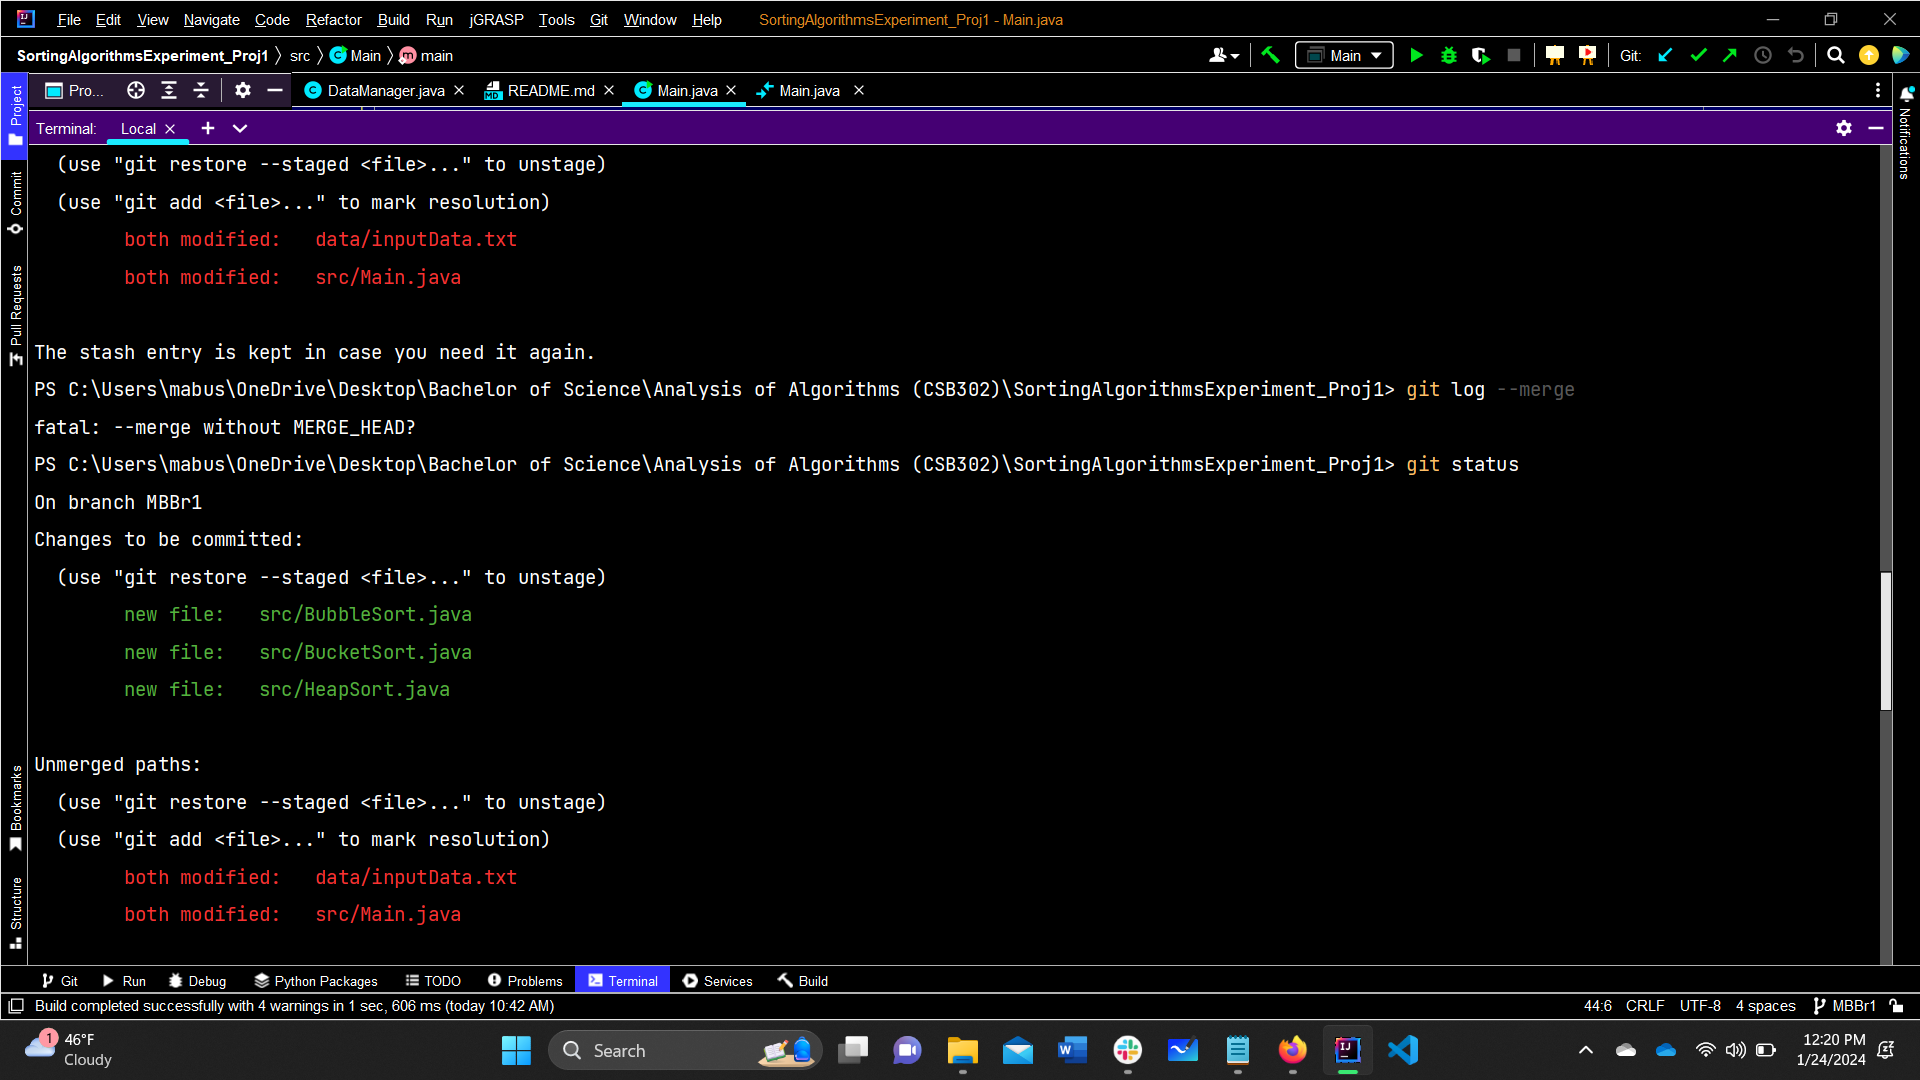 File Edit View Navigate Code Refactor Build Run jGRASP Tools Git Window Help SortingAlgorithmsExperiment_Proj1 - Main.java
SortingAlgorithmsExperiment_Proj1 src Main main Main Git:
Pro... DataManager.java README.md Main.java Main.java
Terminal: Local
Project
Commit
Pull Requests
Bookmarks
Structure
Notifications
(use "git restore --staged <file>..." to unstage)
(use "git add <file>..." to mark resolution)
both modified: data/inputData.txt
both modified: src/Main.java
The stash entry is kept in case you need it again.
PS C:\Users\mabus\OneDrive\Desktop\Bachelor of Science\Analysis of Algorithms (CSB302)\SortingAlgorithmsExperiment_Proj1> git log --merge
fatal: --merge without MERGE_HEAD?
PS C:\Users\mabus\OneDrive\Desktop\Bachelor of Science\Analysis of Algorithms (CSB302)\SortingAlgorithmsExperiment_Proj1> git status
On branch MBBr1
Changes to be committed:
(use "git restore --staged <file>..." to unstage)
new file: src/BubbleSort.java
new file: src/BucketSort.java
new file: src/HeapSort.java
Unmerged paths:
(use "git restore --staged <file>..." to unstage)
(use "git add <file>..." to mark resolution)
both modified: data/inputData.txt
both modified: src/Main.java
Git Run Debug Python Packages TODO Problems Terminal Services Build
Build completed successfully with 4 warnings in 1 sec, 606 ms (today 10:42 AM) 44:6 CRLF UTF-8 4 spaces MBBr1
1 46°F
Cloudy
Search
12:20 PM
1/24/2024